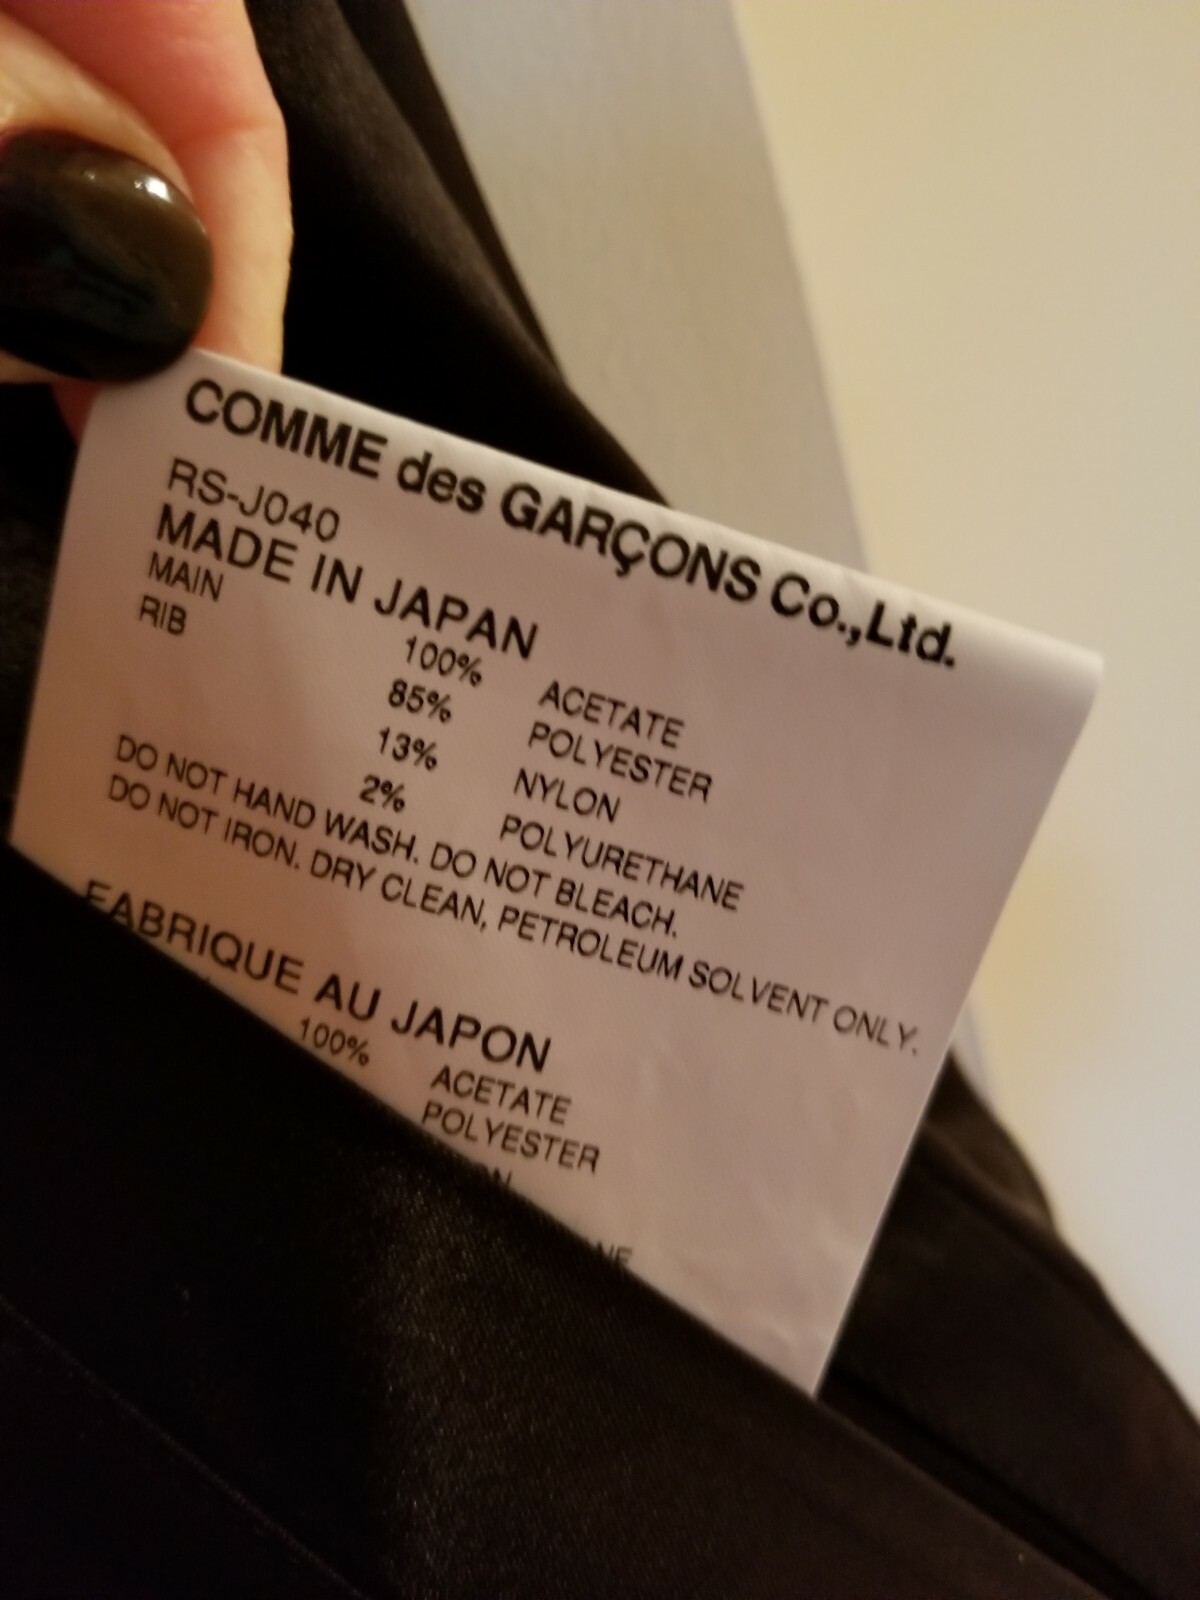 COMME des GARÇONS Co.,Ltd.
RS-J040
MADE IN JAPAN
MAIN 100% ACETATE
RIB 85% POLYESTER
13% NYLON
2% POLYURETHANE
DO NOT HAND WASH. DO NOT BLEACH.
DO NOT IRON. DRY CLEAN, PETROLEUM SOLVENT ONLY.
FABRIQUE AU JAPON
100% ACETATE
POLYESTER